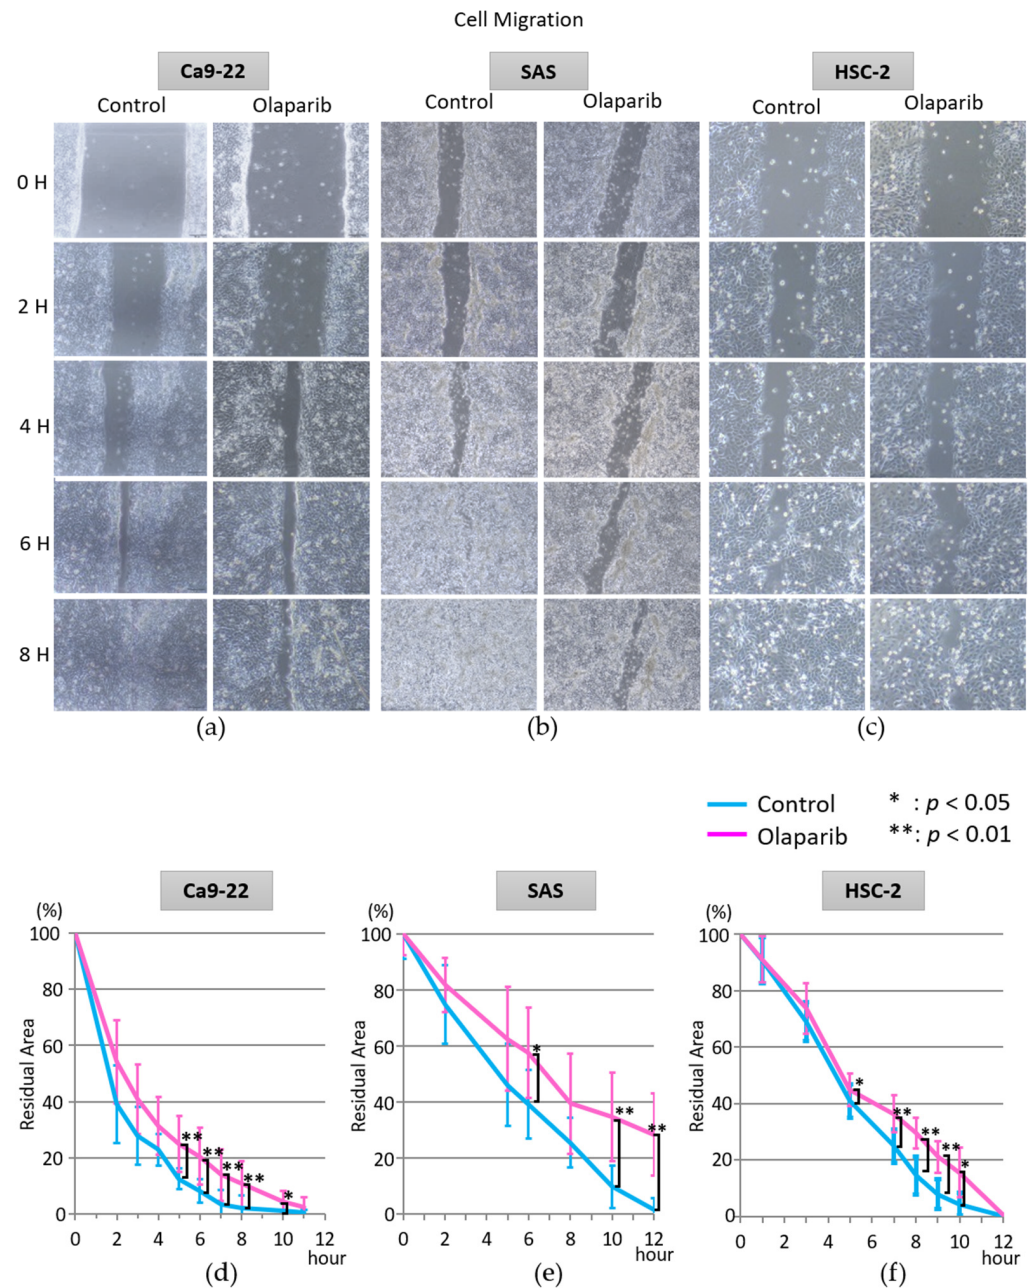 Cell Migration
Ca9-22 SAS HSC-2
Control Olaparib Control Olaparib Control Olaparib
0 H
2 H
4 H
6 H
8 H
(a) (b) (c)
Control * : p < 0.05
Olaparib **: p < 0.01
Ca9-22 SAS HSC-2
(%) (%) (%)
100 100 100
80 80 80
60 60 60
40 40 40
20 20 20
0 0 0
Residual Area Residual Area Residual Area
** ** ** ** *
* ** **
* ** ** ** *
0 2 4 6 8 10 12 0 2 4 6 8 10 12 0 2 4 6 8 10 12
hour hour hour
(d) (e) (f)